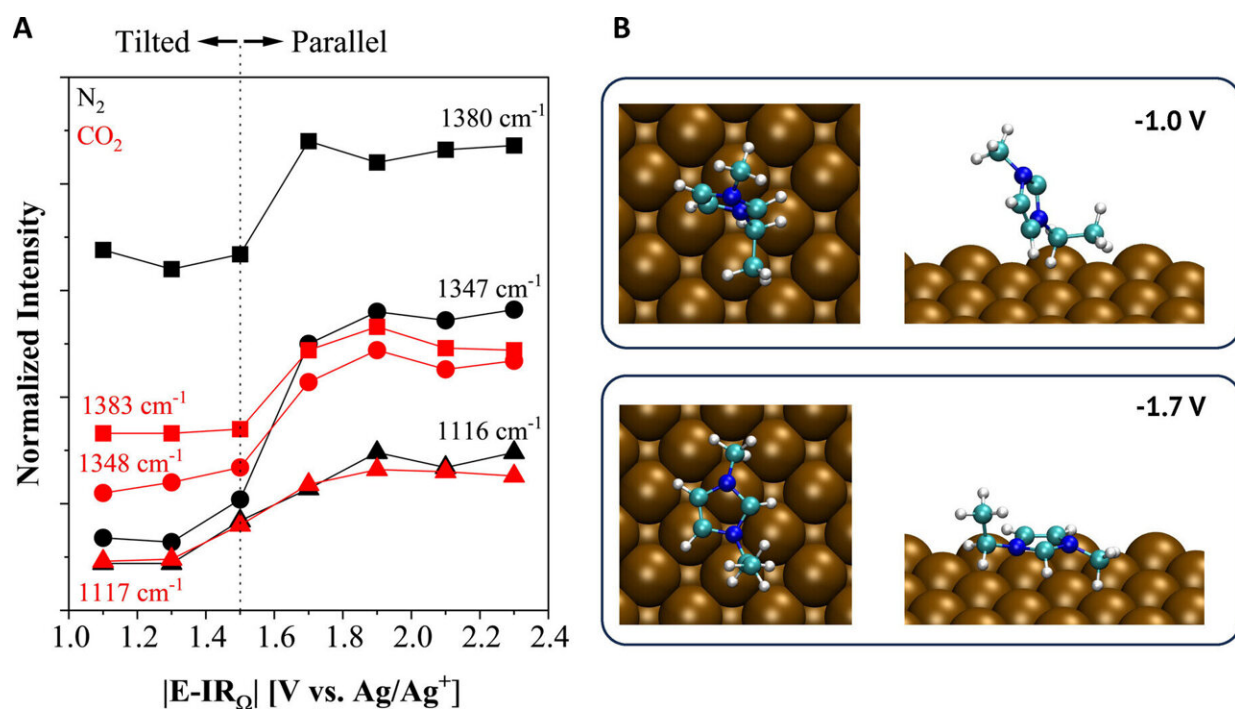 A
Tilted Parallel
N₂
CO₂
1380 cm⁻¹
1347 cm⁻¹
1383 cm⁻¹
1348 cm⁻¹
1116 cm⁻¹
1117 cm⁻¹
Normalized Intensity
1.0 1.2 1.4 1.6 1.8 2.0 2.2 2.4
|E-IR_Ω| [V vs. Ag/Ag⁺]
B
-1.0 V
-1.7 V